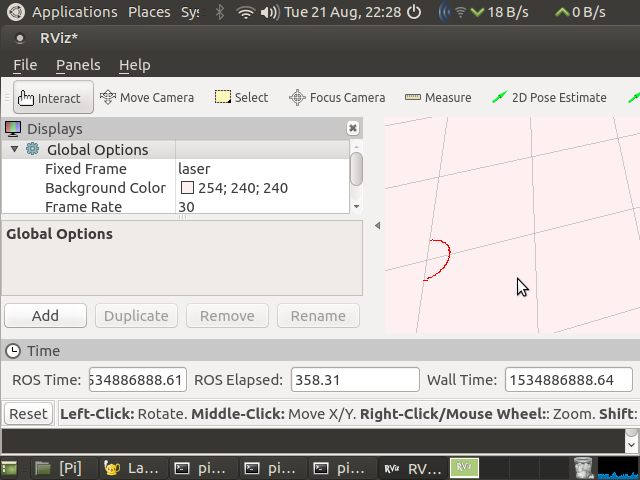 Applications Places Sy Tue 21 Aug, 22:28 18 B/s 0 B/s
RViz*
File Panels Help
Interact Move Camera Select Focus Camera Measure 2D Pose Estimate
Displays
Global Options
Fixed Frame laser
Background Color 254; 240; 240
Frame Rate 30
Global Options
Add Duplicate Remove Rename
Time
ROS Time: 534886888.61 ROS Elapsed: 358.31 Wall Time: 1534886888.64
Reset Left-Click: Rotate. Middle-Click: Move X/Y. Right-Click/Mouse Wheel:: Zoom. Shift:
[Pi] La... pi... pi... pi... RViz RV... RViz